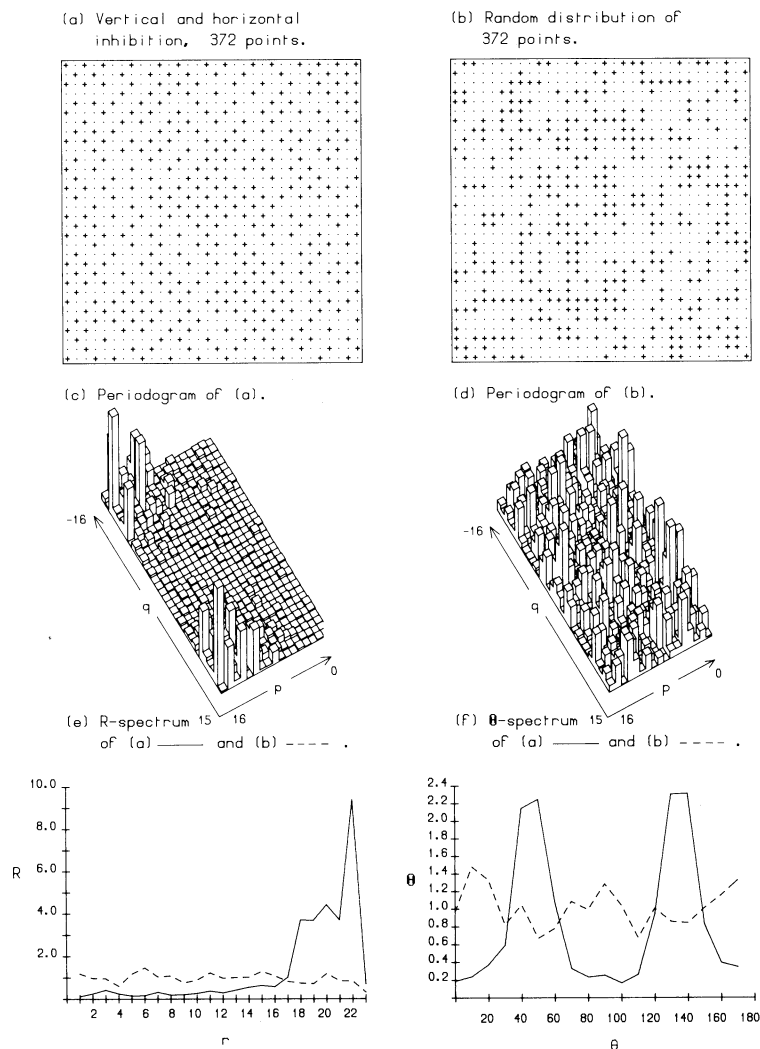 (a) Vertical and horizontal
inhibition, 372 points.
(b) Random distribution of
372 points.
(c) Periodogram of (a).
(d) Periodogram of (b).
-16
q
15
16
p
0
-16
q
15
16
p
0
(e) R-spectrum
of (a) —— and (b) ---- .
(f) Θ-spectrum
of (a) —— and (b) ---- .
10.0
8.0
6.0
4.0
2.0
R
2 4 6 8 10 12 14 16 18 20 22
r
2.4
2.2
2.0
1.8
1.6
1.4
1.2
1.0
0.8
0.6
0.4
0.2
Θ
20 40 60 80 100 120 140 160 180
θ